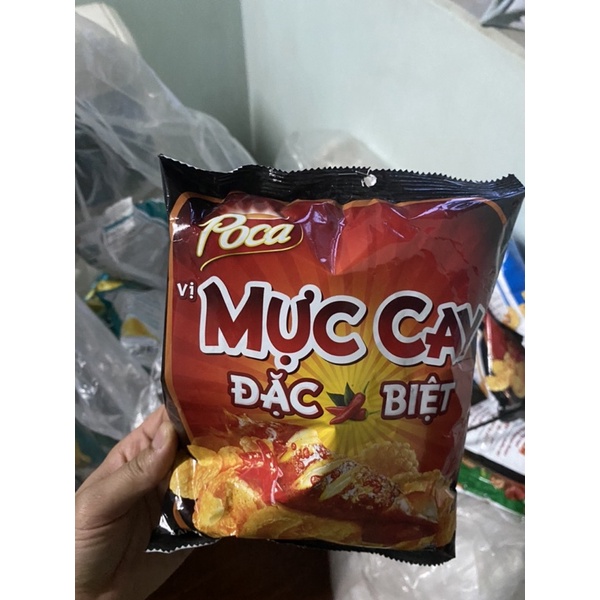 Poca
Vị
MỰC CAY
ĐẶC BIỆT